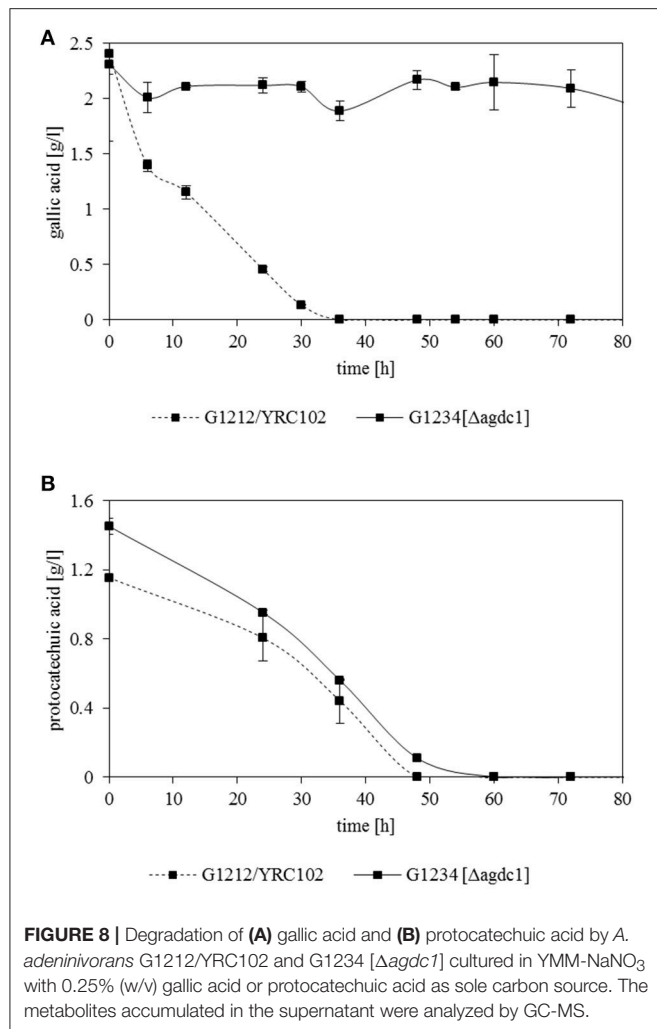 A
2.5
2
1.5
1
0.5
0
gallic acid [g/l]
0 10 20 30 40 50 60 70 80
time [h]
G1212/YRC102 G1234[Δagdc1]
B
1.6
1.2
0.8
0.4
0
protocatechuic acid [g/l]
0 10 20 30 40 50 60 70 80
time [h]
G1212/YRC102 G1234 [Δagdc1]
FIGURE 8 | Degradation of (A) gallic acid and (B) protocatechuic acid by A.
adeninivorans G1212/YRC102 and G1234 [Δagdc1] cultured in YMM-NaNO₃
with 0.25% (w/v) gallic acid or protocatechuic acid as sole carbon source. The
metabolites accumulated in the supernatant were analyzed by GC-MS.